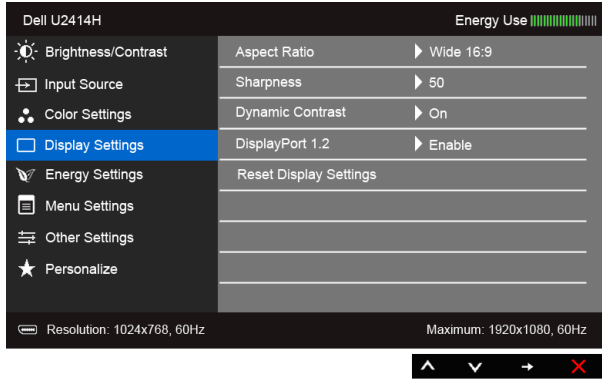 Dell U2414H Energy Use
Brightness/Contrast Aspect Ratio Wide 16:9
Input Source Sharpness 50
Color Settings Dynamic Contrast On
Display Settings DisplayPort 1.2 Enable
Energy Settings Reset Display Settings
Menu Settings
Other Settings
Personalize
Resolution: 1024x768, 60Hz Maximum: 1920x1080, 60Hz